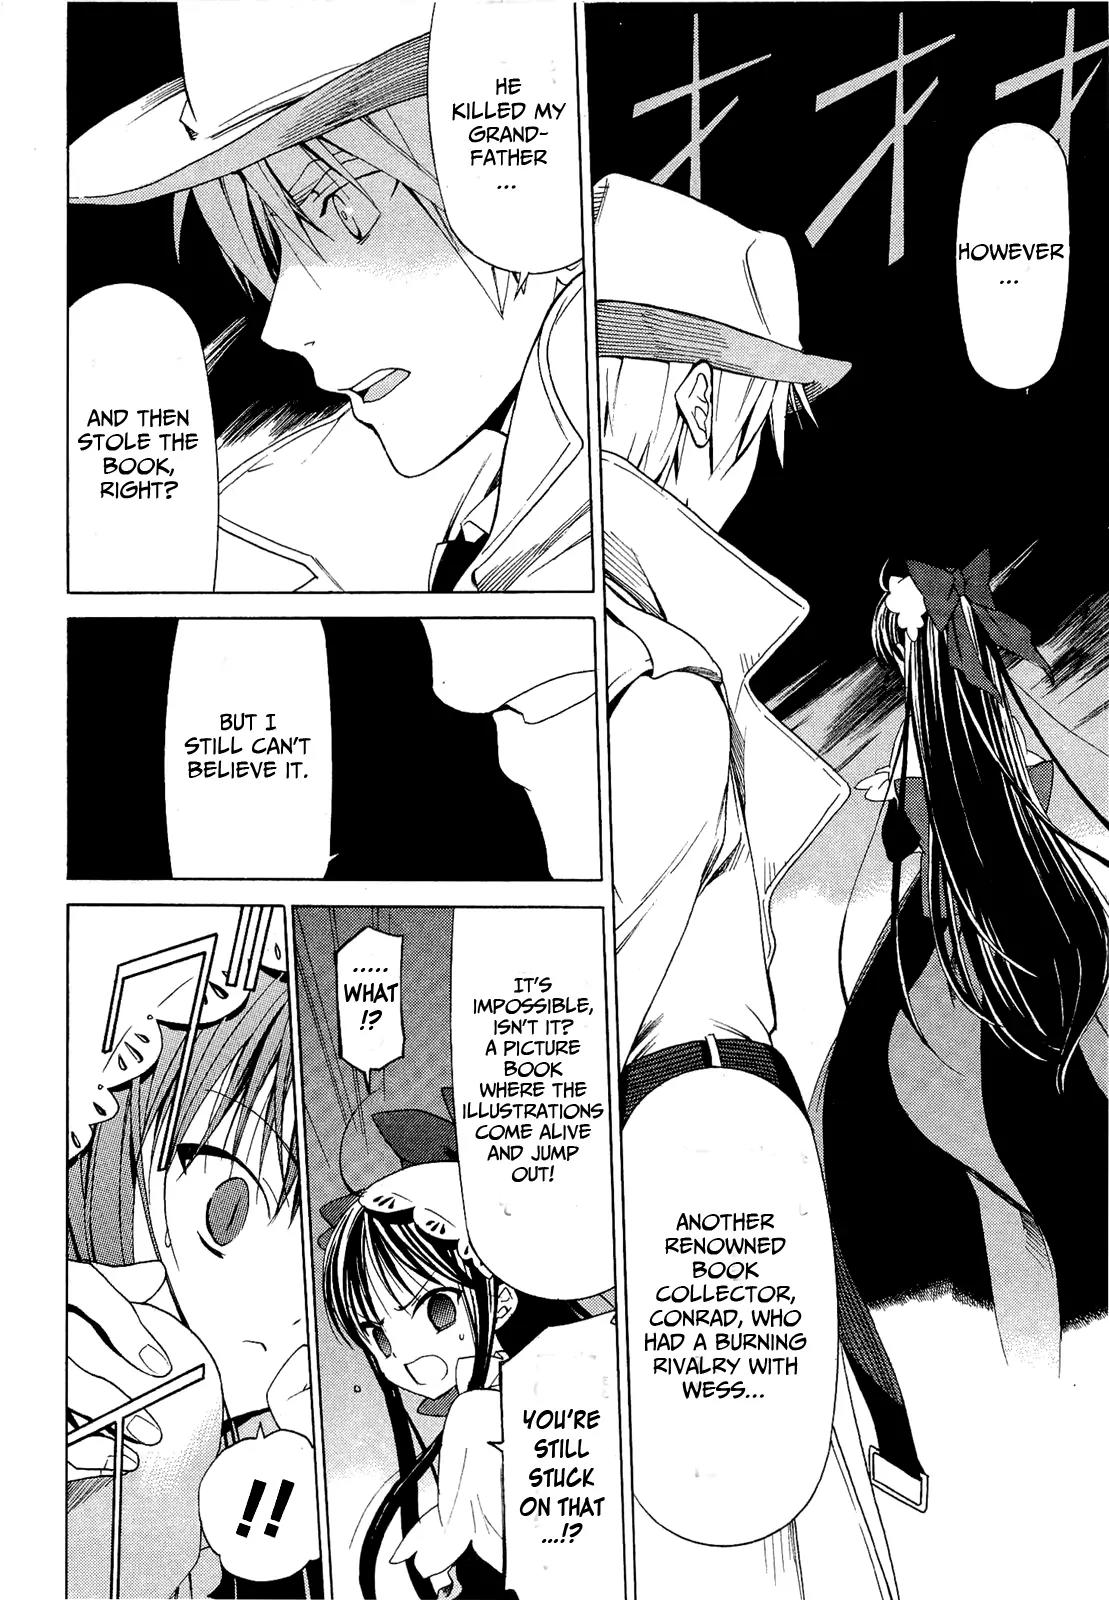 オオオ
HOWEVER
...
ANOTHER
RENOWNED
BOOK
COLLECTOR,
CONRAD, WHO
HAD A BURNING
RIVALRY WITH
WESS...
HE
KILLED MY
GRAND-
FATHER
...
AND THEN
STOLE THE
BOOK,
RIGHT?
BUT I
STILL CAN'T
BELIEVE IT.
IT'S
IMPOSSIBLE,
ISN'T IT?
A PICTURE
BOOK
WHERE THE
ILLUSTRATIONS
COME ALIVE
AND JUMP
OUT!
.....
WHAT
!?
YOU'RE
STILL
STUCK
ON THAT
...!?
!!